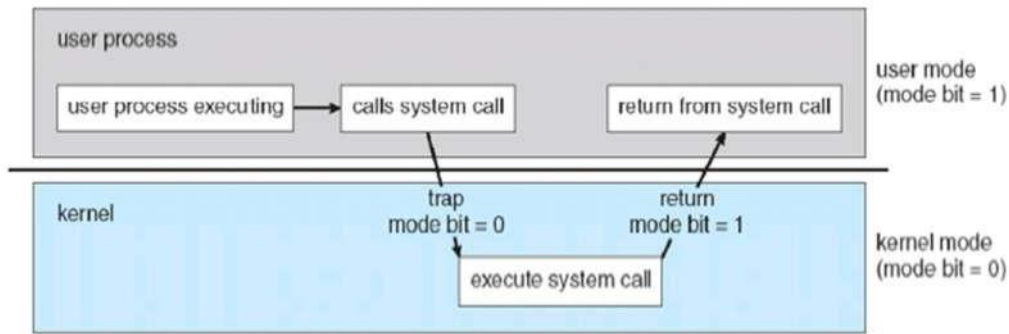 user process
user process executing
calls system call
return from system call
user mode
(mode bit = 1)
kernel
trap
mode bit = 0
return
mode bit = 1
execute system call
kernel mode
(mode bit = 0)